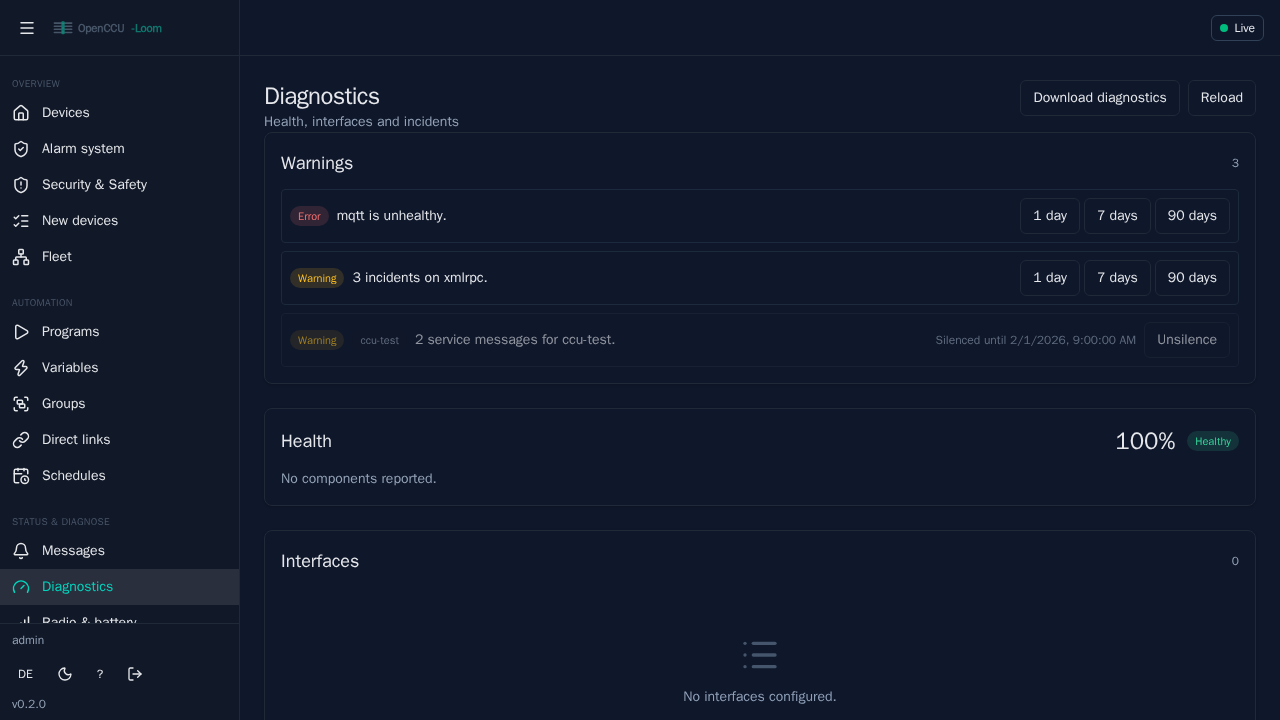 OpenCCU -Loom
Live
OVERVIEW
Devices
Alarm system
Security & Safety
New devices
Fleet
AUTOMATION
Programs
Variables
Groups
Direct links
Schedules
STATUS & DIAGNOSE
Messages
Diagnostics
Radio & battery
admin
DE
?
v0.2.0
Diagnostics
Health, interfaces and incidents
Download diagnostics
Reload
Warnings
3
Error mqtt is unhealthy. 1 day 7 days 90 days
Warning 3 incidents on xmlrpc. 1 day 7 days 90 days
Warning ccu-test 2 service messages for ccu-test. Silenced until 2/1/2026, 9:00:00 AM Unsilence
Health 100% Healthy
No components reported.
Interfaces 0
No interfaces configured.